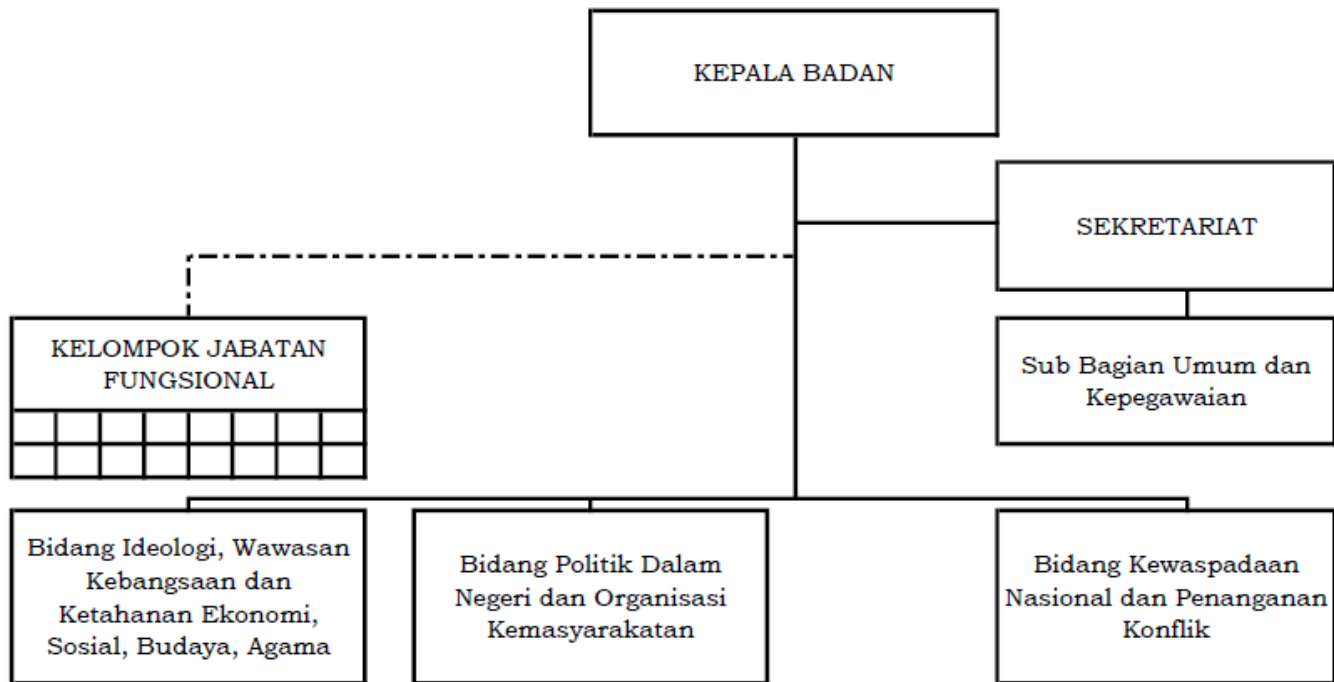 KEPALA BADAN
SEKRETARIAT
KELOMPOK JABATAN
FUNGSIONAL
Sub Bagian Umum dan
Kepegawaian
Bidang Ideologi, Wawasan
Kebangsaan dan
Ketahanan Ekonomi,
Sosial, Budaya, Agama
Bidang Politik Dalam
Negeri dan Organisasi
Kemasyarakatan
Bidang Kewaspadaan
Nasional dan Penanganan
Konflik